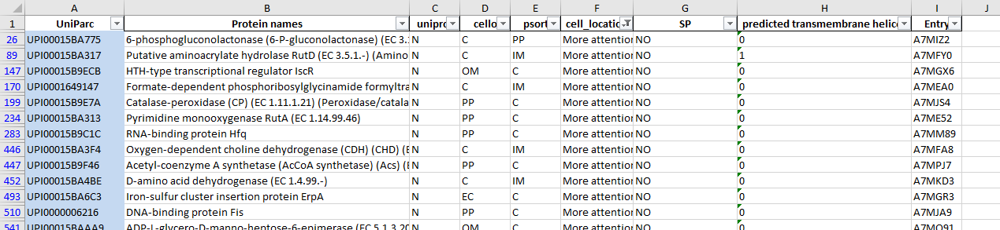 A B C D E F G H I J
1 UniParc Protein names unipro cello psort cell_locatio SP predicted transmembrane helice Entry
26 UPI00015BA775 6-phosphogluconolactonase (6-P-gluconolactonase) (EC 3. N C PP More attention NO 0 A7MIZ2
89 UPI00015BA317 Putative aminoacrylate hydrolase RutD (EC 3.5.1.-) (Amino N C IM More attention NO 1 A7MFY0
147 UPI00015B9ECB HTH-type transcriptional regulator IscR N OM C More attention NO 0 A7MGX6
170 UPI0001649147 Formate-dependent phosphoribosylglycinamide formyltra N C IM More attention NO 0 A7MEA0
199 UPI00015B9E7A Catalase-peroxidase (CP) (EC 1.11.1.21) (Peroxidase/catala N PP C More attention NO 0 A7MJS4
234 UPI00015BA313 Pyrimidine monooxygenase RutA (EC 1.14.99.46) N PP C More attention NO 0 A7ME52
283 UPI00015B9C1C RNA-binding protein Hfq N PP C More attention NO 0 A7MM89
446 UPI00015BA3F4 Oxygen-dependent choline dehydrogenase (CDH) (CHD) (E N C IM More attention NO 0 A7MFA8
447 UPI00015B9F46 Acetyl-coenzyme A synthetase (AcCoA synthetase) (Acs) (E N PP C More attention NO 0 A7MPJ7
452 UPI00015BA4BE D-amino acid dehydrogenase (EC 1.4.99.-) N C IM More attention NO 0 A7MKD3
493 UPI00015BA6C3 Iron-sulfur cluster insertion protein ErpA N EC C More attention NO 0 A7MGR3
510 UPI0000006216 DNA-binding protein Fis N PP C More attention NO 0 A7MJA9
541 UPI00015BAAA9 ADP-L-glycero-D-manno-heptose-6-epimerase (EC 5.1.3.20 N OM C More attention NO 0 A7MQ91